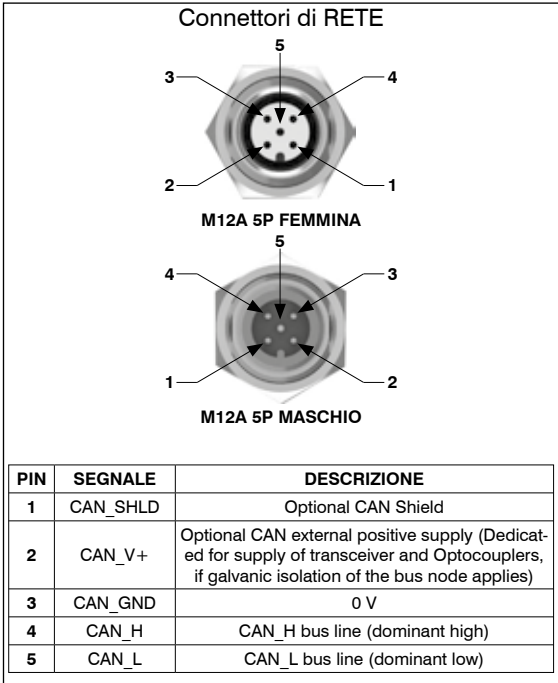 Connettori di RETE
5
3 4
2 1
M12A 5P FEMMINA
5
4 3
1 2
M12A 5P MASCHIO
PIN SEGNALE DESCRIZIONE
1 CAN_SHLD Optional CAN Shield
2 CAN_V+ Optional CAN external positive supply (Dedicat-
ed for supply of transceiver and Optocouplers,
if galvanic isolation of the bus node applies)
3 CAN_GND 0 V
4 CAN_H CAN_H bus line (dominant high)
5 CAN_L CAN_L bus line (dominant low)